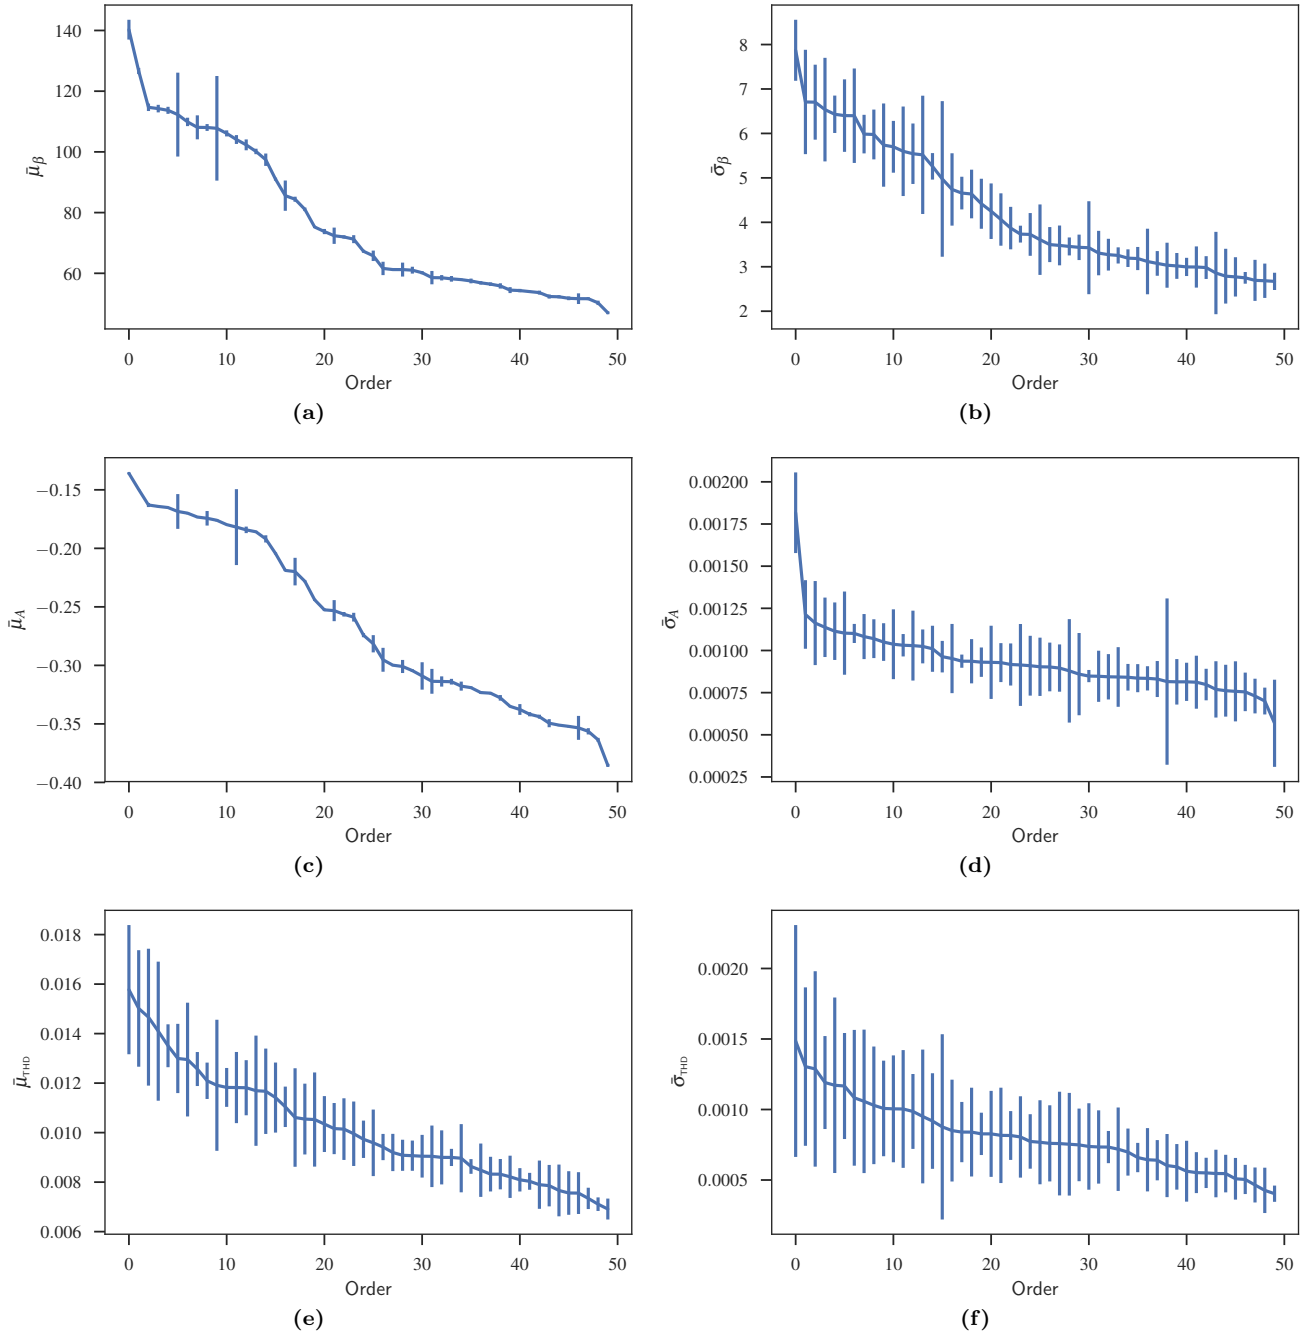 140
120
100
80
60
μ̄β
0 10 20 30 40 50
Order
(a)
8
7
6
5
4
3
2
σ̄β
0 10 20 30 40 50
Order
(b)
−0.15
−0.20
−0.25
−0.30
−0.35
−0.40
μ̄A
0 10 20 30 40 50
Order
(c)
0.00200
0.00175
0.00150
0.00125
0.00100
0.00075
0.00050
0.00025
σ̄A
0 10 20 30 40 50
Order
(d)
0.018
0.016
0.014
0.012
0.010
0.008
0.006
μ̄THD
0 10 20 30 40 50
Order
(e)
0.0020
0.0015
0.0010
0.0005
σ̄THD
0 10 20 30 40 50
Order
(f)